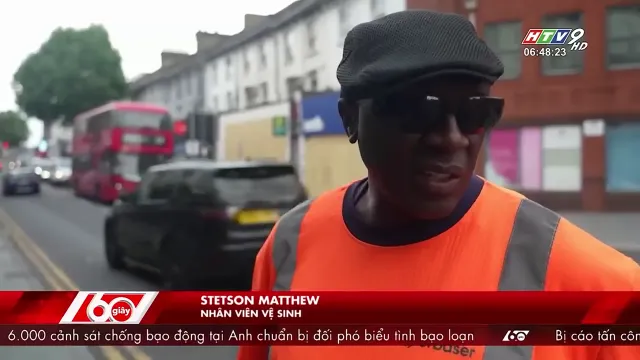 HTV9 HD
06:48:23
60 giây
STETSON MATTHEW
NHÂN VIÊN VỆ SINH
6.000 cảnh sát chống bạo động tại Anh chuẩn bị đối phó biểu tình bạo loạn 60 Bị cáo tấn côn